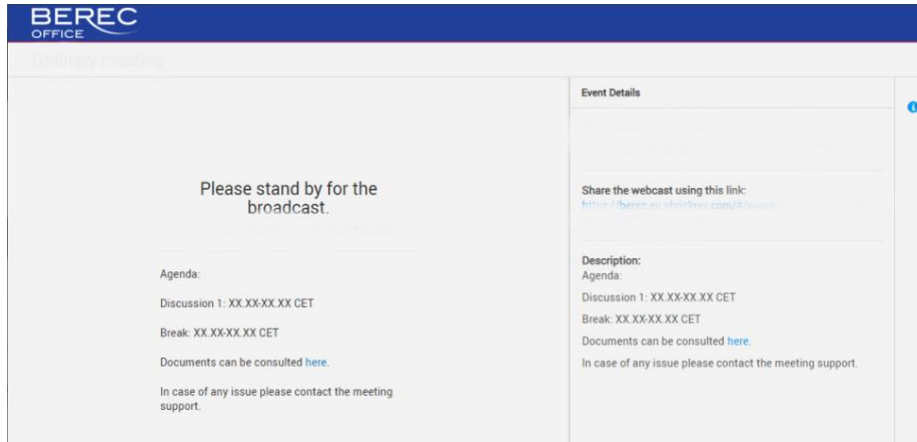 BEREC
OFFICE
Ordinary meeting
Please stand by for the
broadcast.
Agenda:
Discussion 1: XX.XX-XX.XX CET
Break: XX.XX-XX.XX CET
Documents can be consulted here.
In case of any issue please contact the meeting
support.
Event Details
Share the webcast using this link:
Description:
Agenda:
Discussion 1: XX.XX-XX.XX CET
Break: XX.XX-XX.XX CET
Documents can be consulted here.
In case of any issue please contact the meeting support.